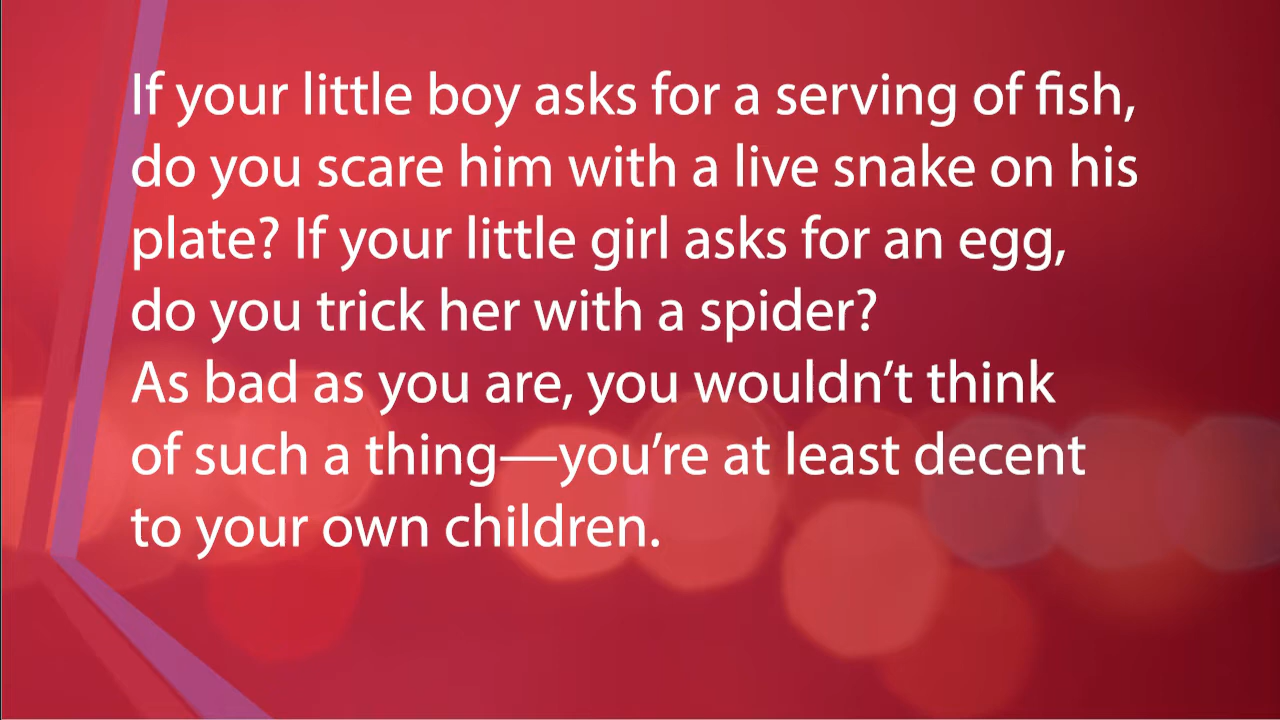 If your little boy asks for a serving of fish,
do you scare him with a live snake on his
plate? If your little girl asks for an egg,
do you trick her with a spider?
As bad as you are, you wouldn’t think
of such a thing—you’re at least decent
to your own children.